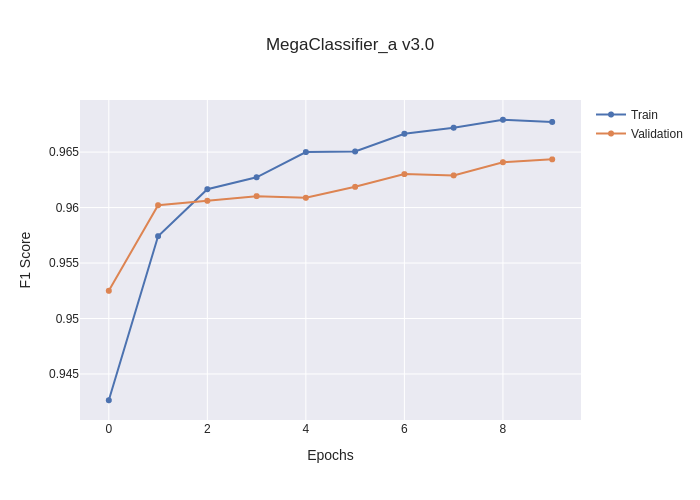 MegaClassifier_a v3.0
Train
Validation
0.965
0.96
0.955
0.95
0.945
F1 Score
0 2 4 6 8
Epochs